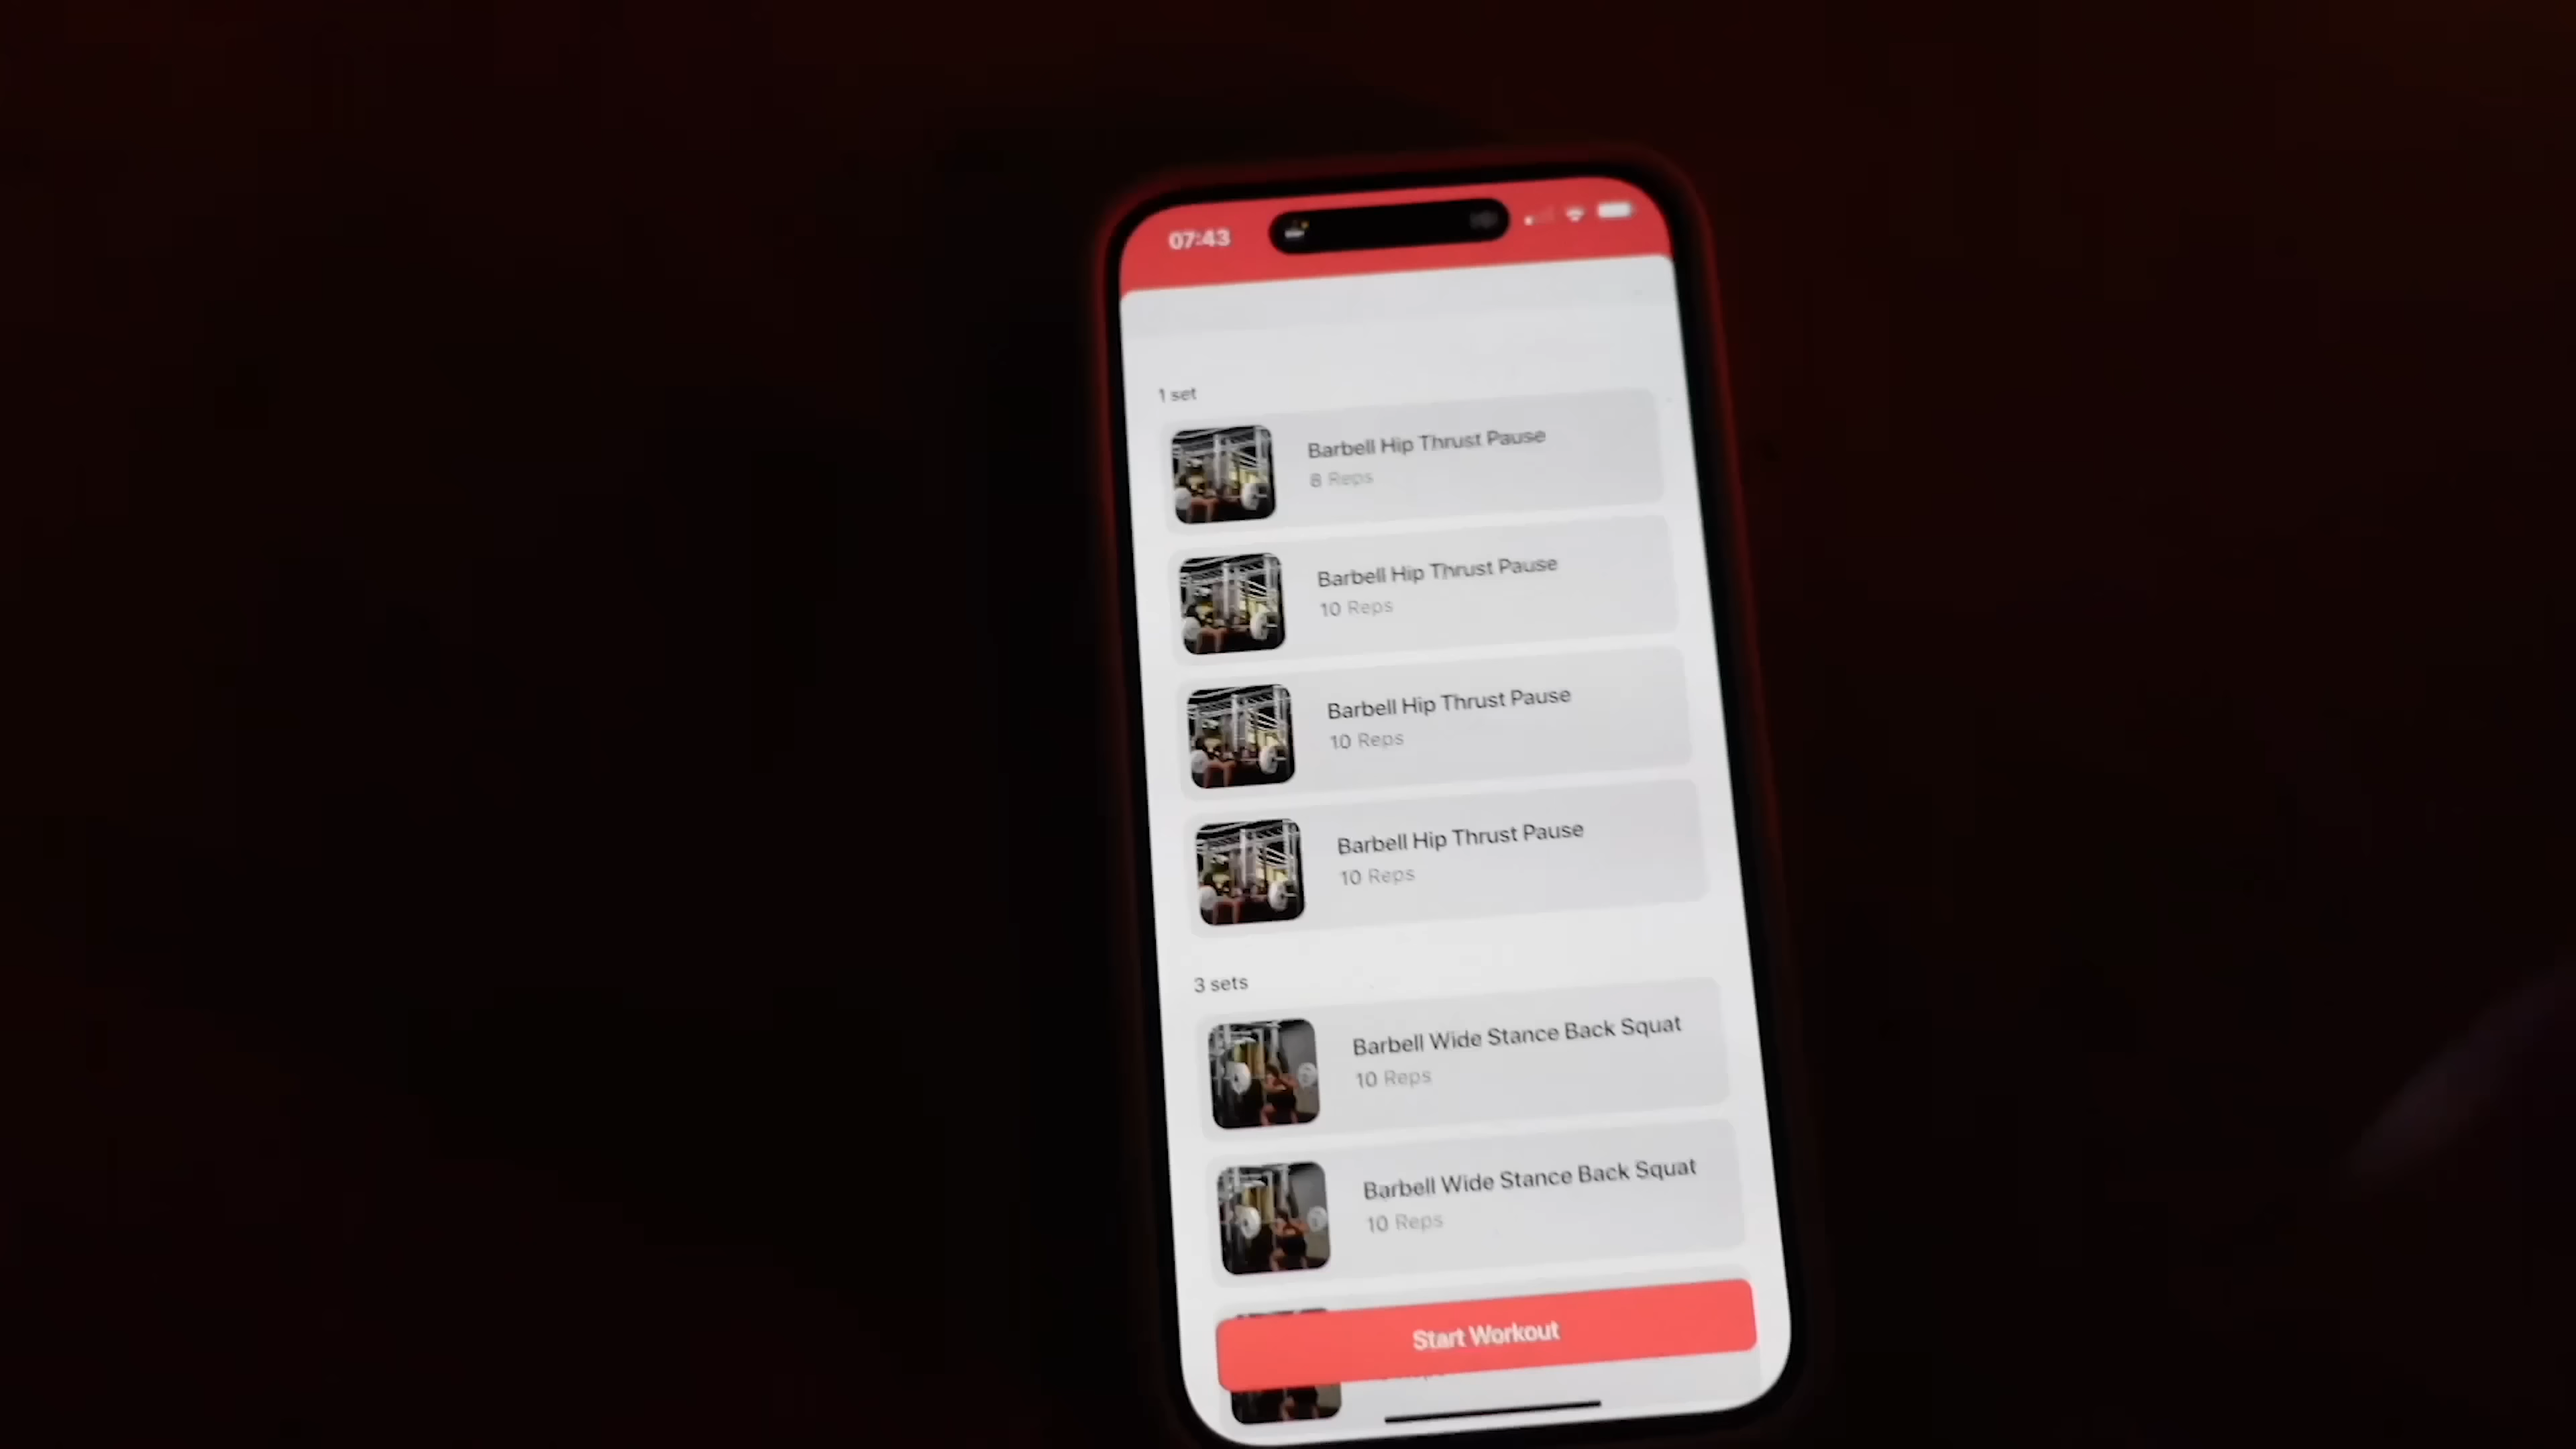 07:43
1 set
Barbell Hip Thrust Pause
8 Reps
Barbell Hip Thrust Pause
10 Reps
Barbell Hip Thrust Pause
10 Reps
Barbell Hip Thrust Pause
10 Reps
3 sets
Barbell Wide Stance Back Squat
10 Reps
Barbell Wide Stance Back Squat
10 Reps
Start Workout